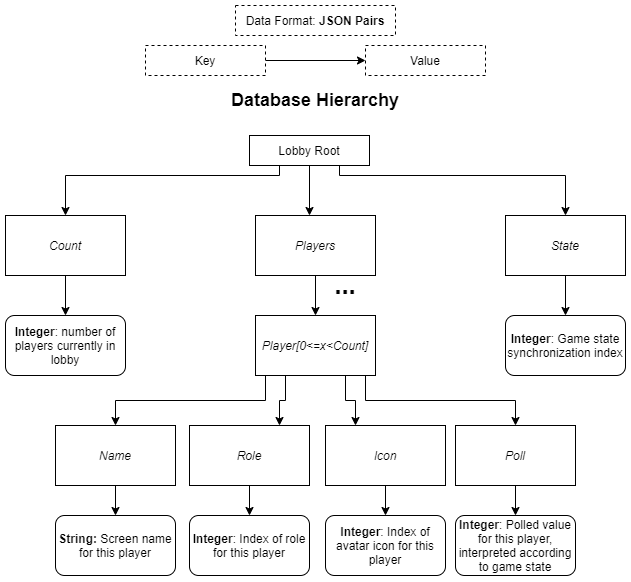 Data Format: JSON Pairs
Key
Value
Database Hierarchy
Lobby Root
Count
Players
State
...
Integer: number of
players currently in
lobby
Player[0<=x<Count]
Integer: Game state
synchronization index
Name
Role
Icon
Poll
String: Screen name
for this player
Integer: Index of role
for this player
Integer: Index of
avatar icon for this
player
Integer: Polled value
for this player,
interpreted according
to game state